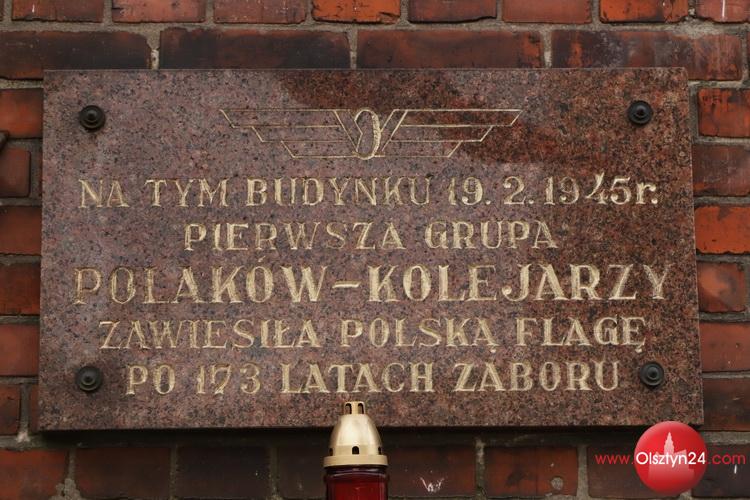 NA TYM BUDYNKU 19.2.1945r.
PIERWSZA GRUPA
POLAKÓW-KOLEJARZY
ZAWIESIŁA POLSKĄ FLAGĘ
PO 173 LATACH ZABORU
www.Olsztyn24.com